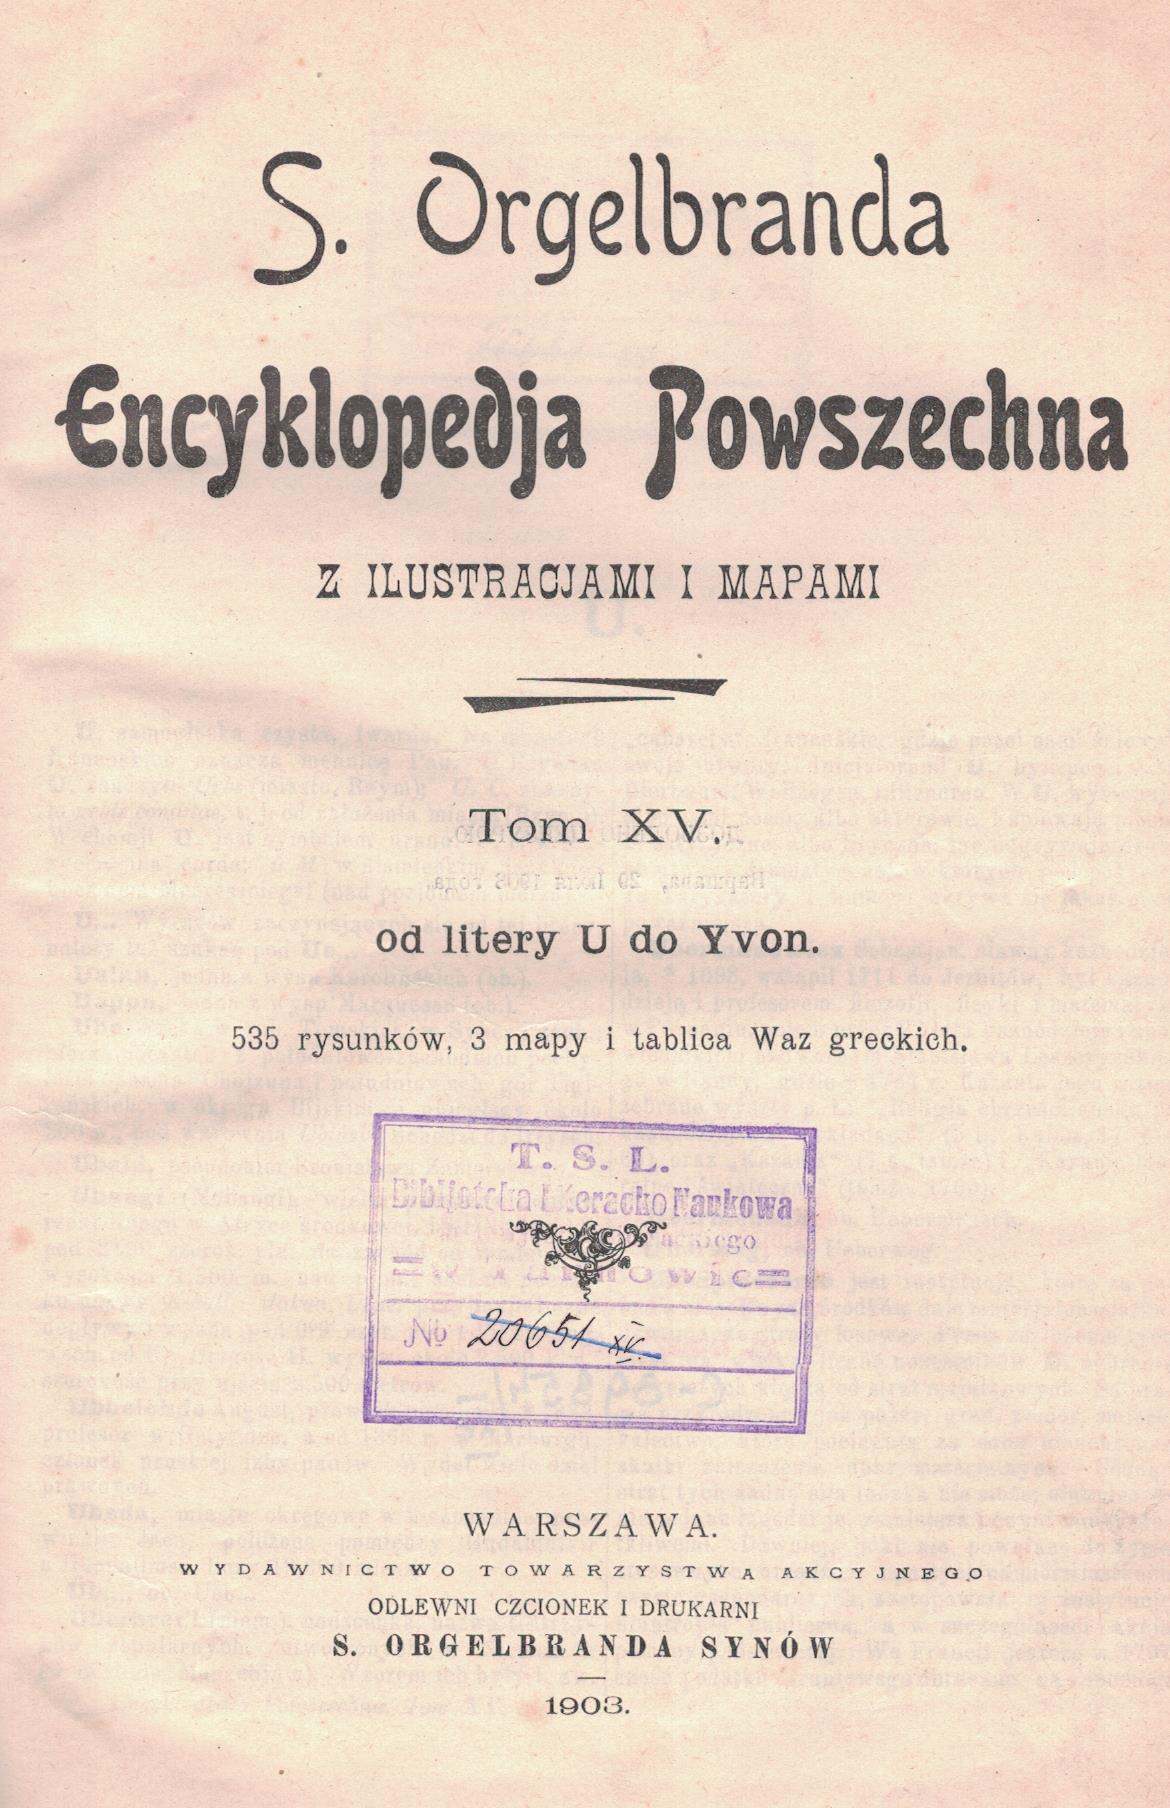 S. Orgelbranda
Encyklopedja Powszechna
Z ILUSTRACJAMI I MAPAMI
Tom XV.
od litery U do Yvon.
535 rysunków, 3 mapy i tablica Waz greckich.
T. S. L.
Biblijoteka Literacko Naukowa
№ 20651 XV.
WARSZAWA.
WYDAWNICTWO TOWARZYSTWA AKCYJNEGO
ODLEWNI CZCIONEK I DRUKARNI
S. ORGELBRANDA SYNÓW
1903.